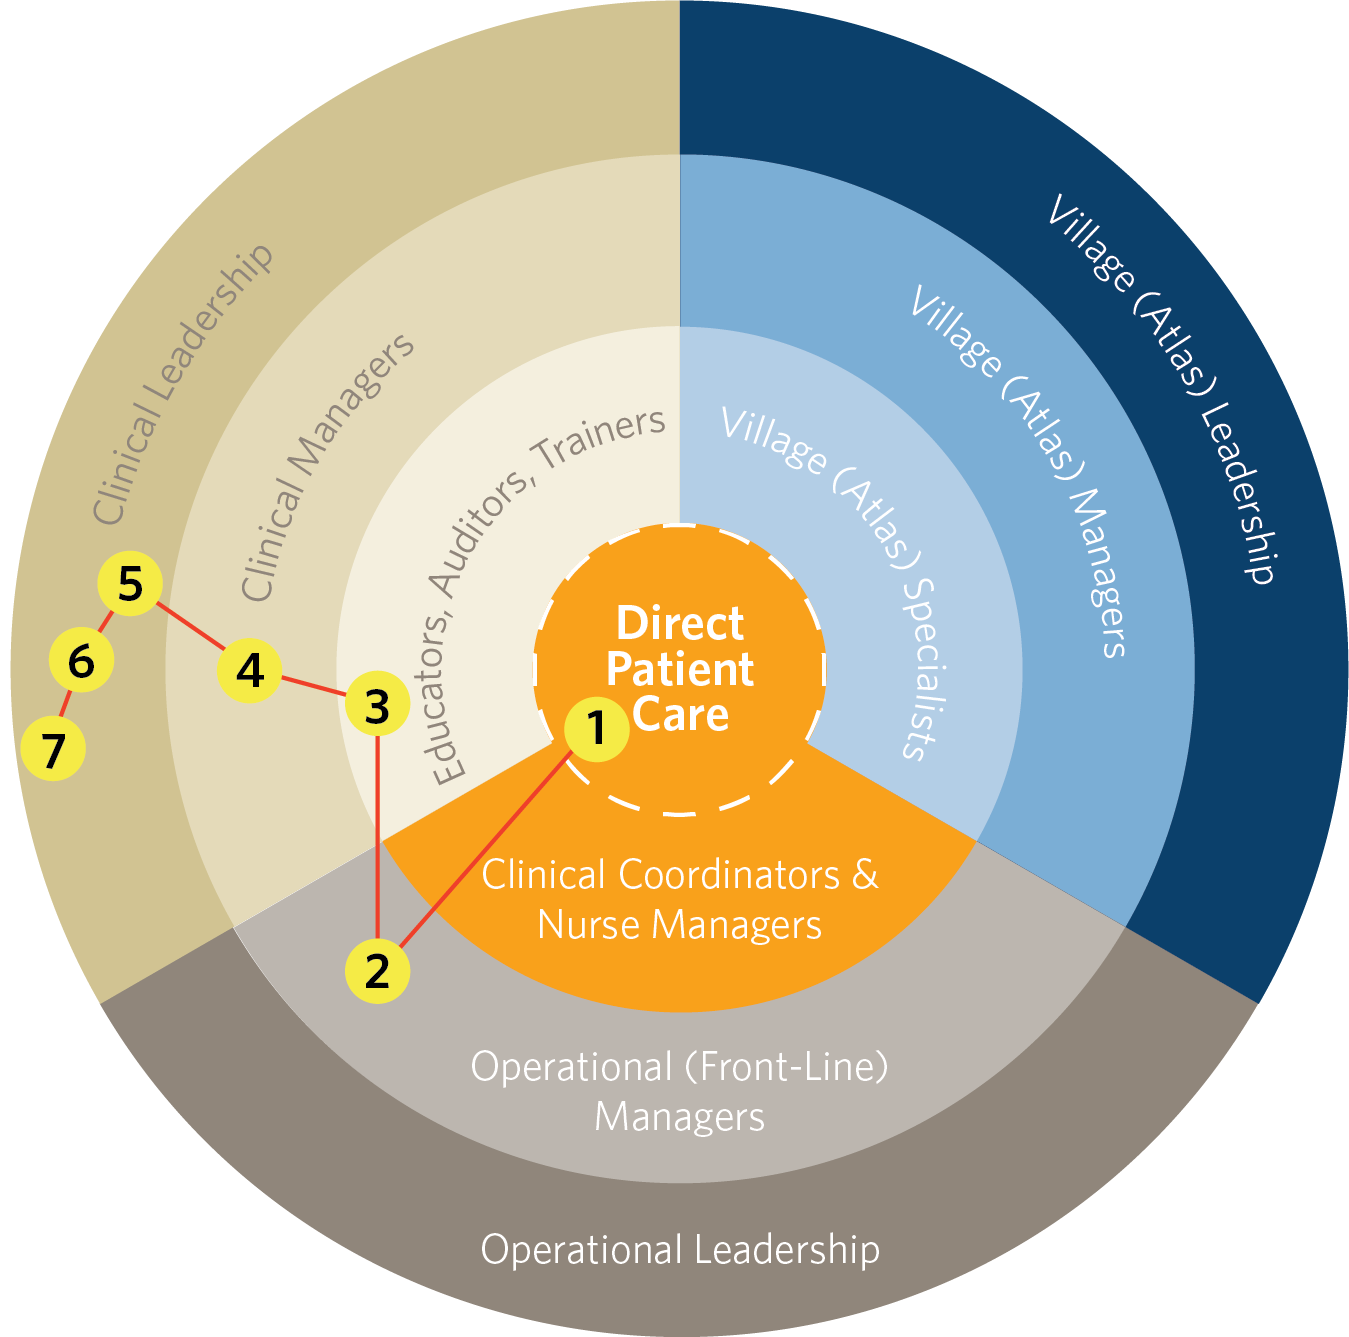 Clinical Leadership
Clinical Managers
Educators, Auditors, Trainers
Village (Atlas) Leadership
Village (Atlas) Managers
Village (Atlas) Specialists
Direct
Patient
Care
1
2
3
4
5
6
7
Clinical Coordinators &
Nurse Managers
Operational (Front-Line)
Managers
Operational Leadership